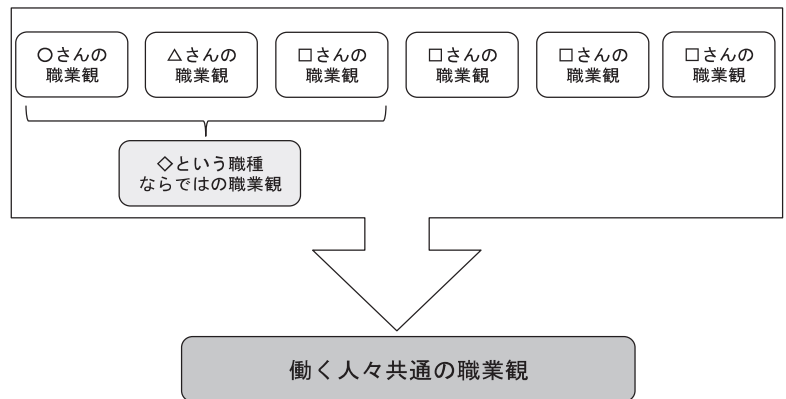 ○さんの
職業観
△さんの
職業観
□さんの
職業観
□さんの
職業観
□さんの
職業観
□さんの
職業観
◇という職種
ならではの職業観
働く人々共通の職業観